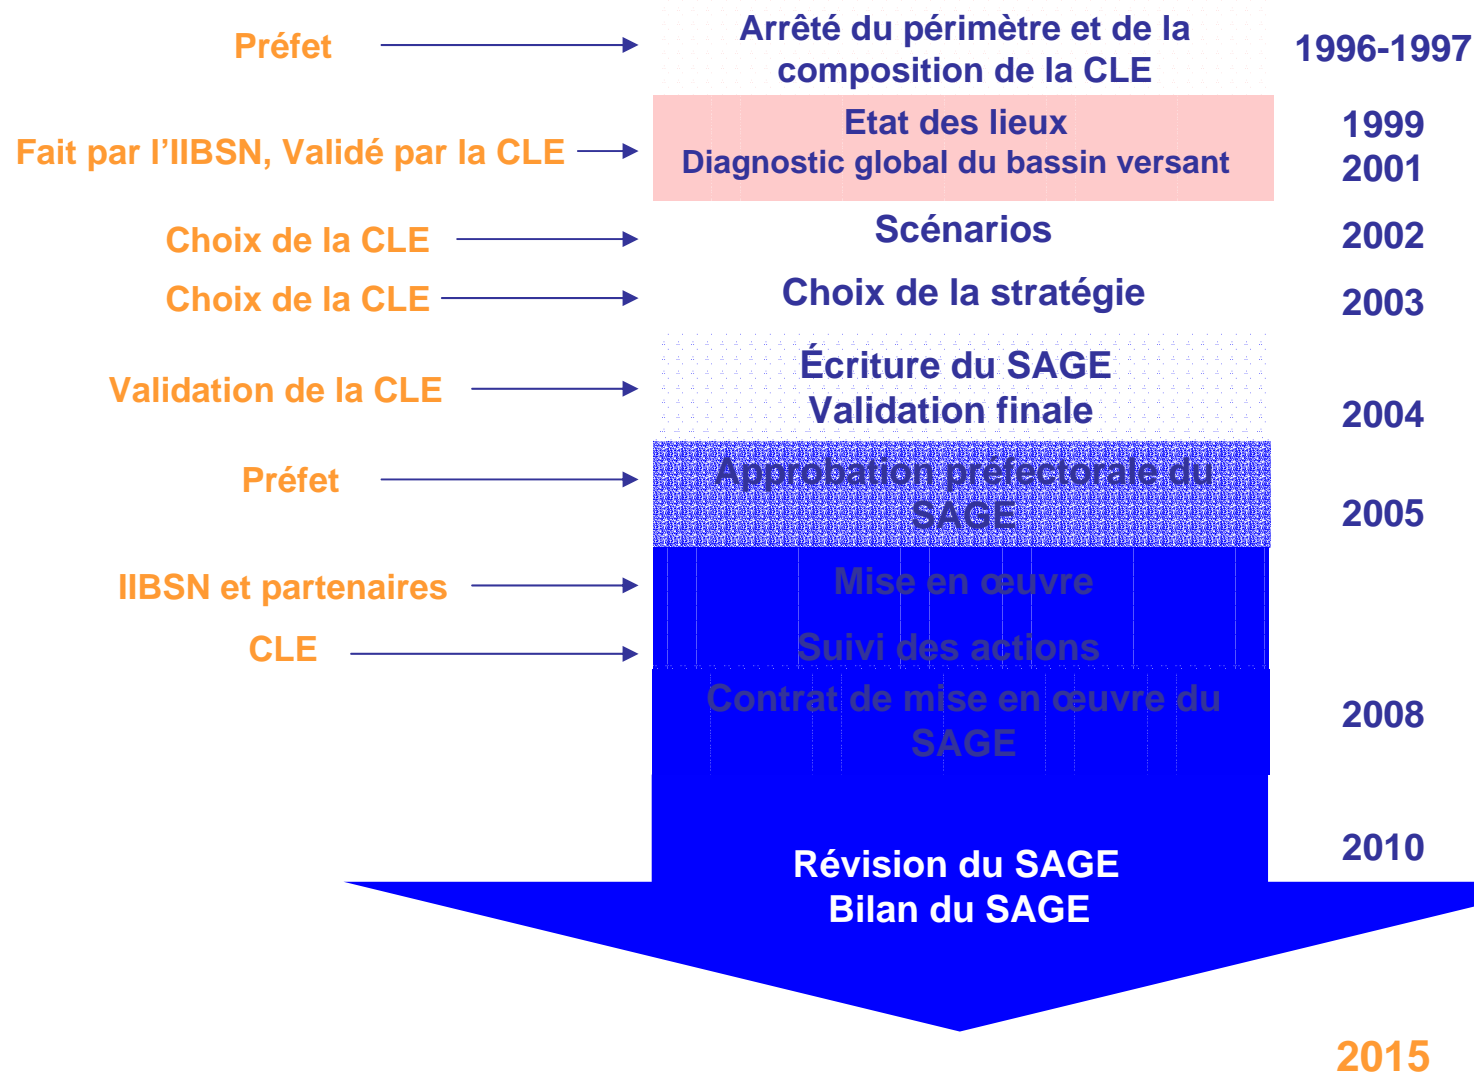 Préfet
Arrêté du périmètre et de la
composition de la CLE
1996-1997
Fait par l’IIBSN, Validé par la CLE
Etat des lieux
Diagnostic global du bassin versant
1999
2001
Choix de la CLE
Scénarios
2002
Choix de la CLE
Choix de la stratégie
2003
Validation de la CLE
Écriture du SAGE
Validation finale
2004
Préfet
Approbation préfectorale du
SAGE
2005
IIBSN et partenaires
Mise en œuvre
CLE
Suivi des actions
Contrat de mise en œuvre du
SAGE
2008
Révision du SAGE
Bilan du SAGE
2010
2015